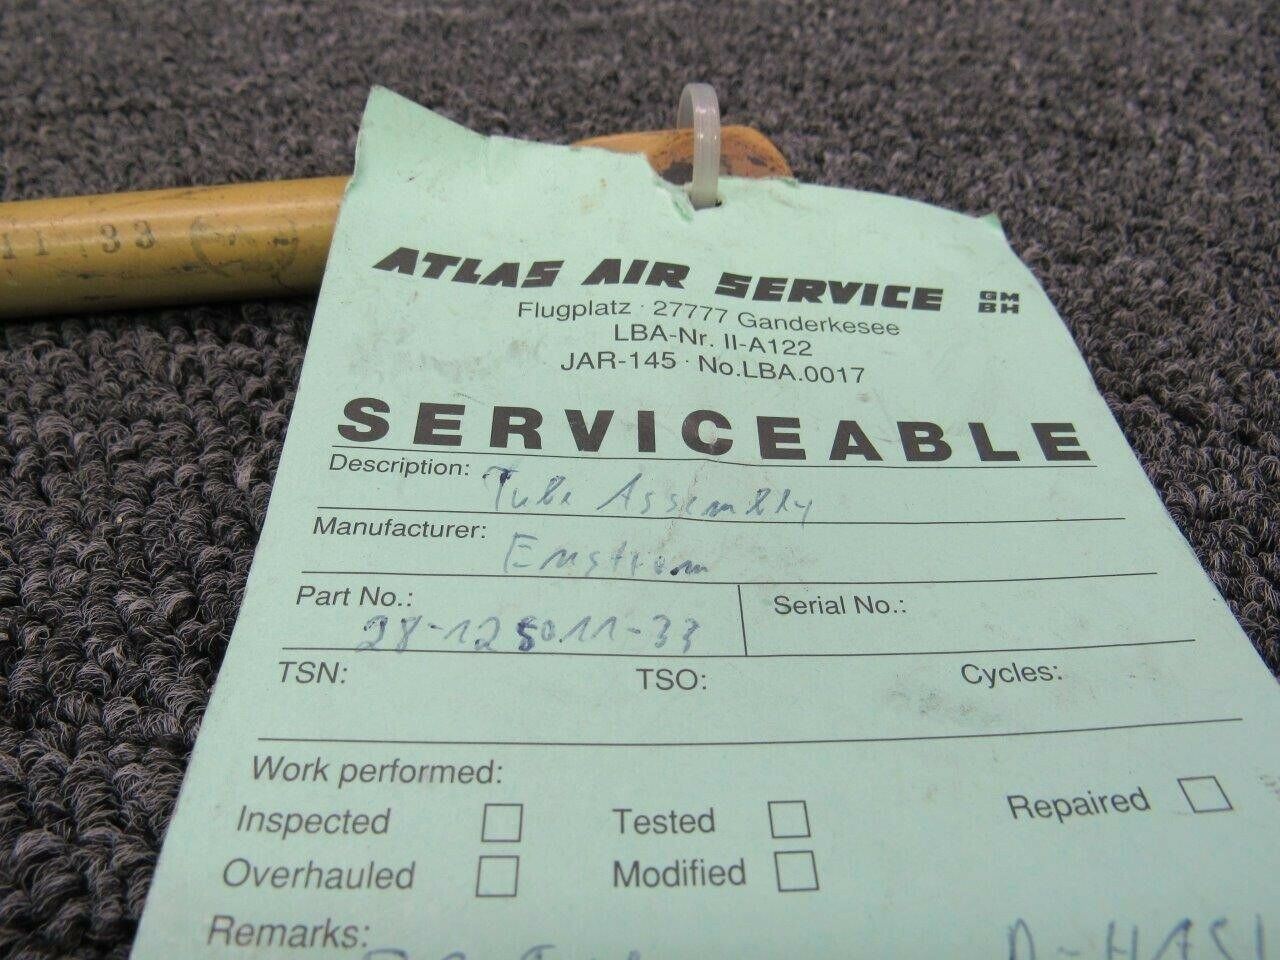 11 33
ATLAS AIR SERVICE GMBH
Flugplatz · 27777 Ganderkesee
LBA-Nr. II-A122
JAR-145 · No.LBA.0017
SERVICEABLE
Description: Tube Assembly
Manufacturer: Enstrom
Part No.: 28-125011-33 Serial No.:
TSN: TSO: Cycles:
Work performed:
Inspected Tested Repaired
Overhauled Modified
Remarks: